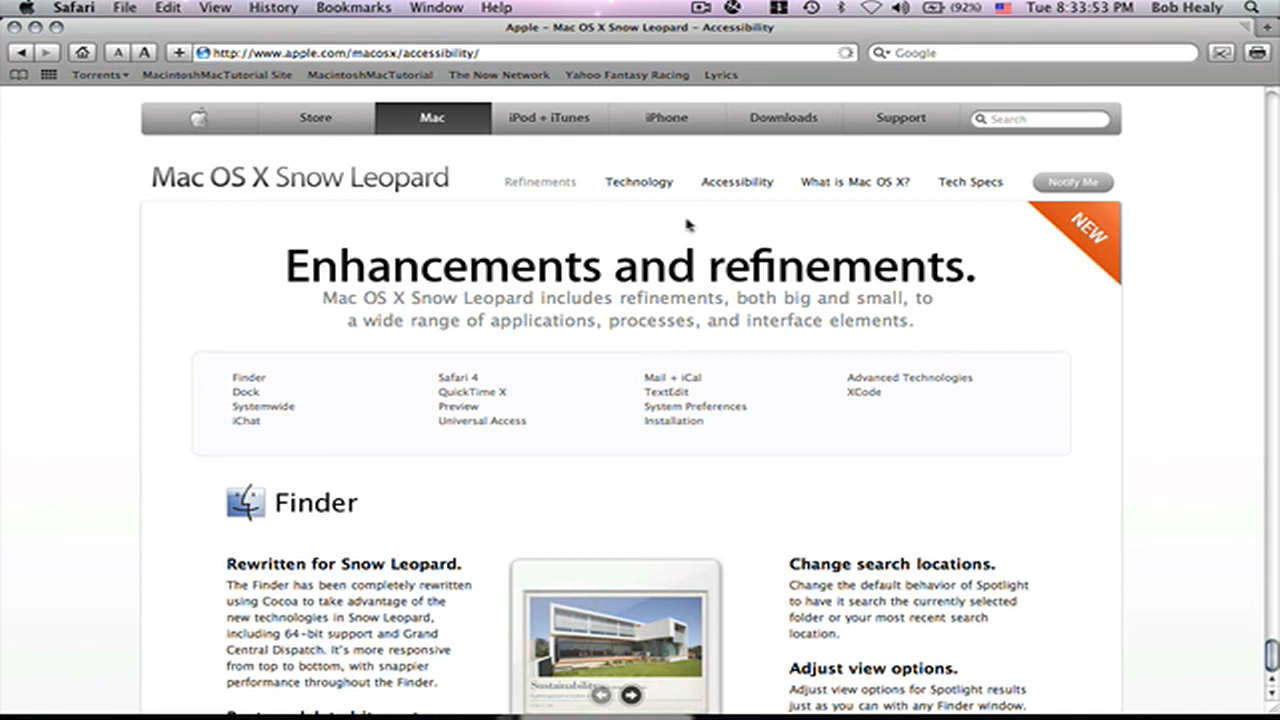 Safari File Edit View History Bookmarks Window Help (92%) Tue 8:33:53 PM Bob Healy
Apple - Mac OS X Snow Leopard - Accessibility
A A + http://www.apple.com/macosx/accessibility/ Google
Torrents MacintoshMacTutorial Site MacintoshMacTutorial The Now Network Yahoo Fantasy Racing Lyrics
Store Mac iPod + iTunes iPhone Downloads Support Search
Mac OS X Snow Leopard Refinements Technology Accessibility What is Mac OS X? Tech Specs Notify Me
NEW
Enhancements and refinements.
Mac OS X Snow Leopard includes refinements, both big and small, to
a wide range of applications, processes, and interface elements.
Finder Safari 4 Mail + iCal Advanced Technologies
Dock QuickTime X TextEdit XCode
Systemwide Preview System Preferences
iChat Universal Access Installation
Finder
Rewritten for Snow Leopard.
The Finder has been completely rewritten
using Cocoa to take advantage of the
new technologies in Snow Leopard,
including 64-bit support and Grand
Central Dispatch. It's more responsive
from top to bottom, with snappier
performance throughout the Finder.
Sustainability
Change search locations.
Change the default behavior of Spotlight
to have it search the currently selected
folder or your most recent search
location.
Adjust view options.
Adjust view options for Spotlight results
just as you can with any Finder window.